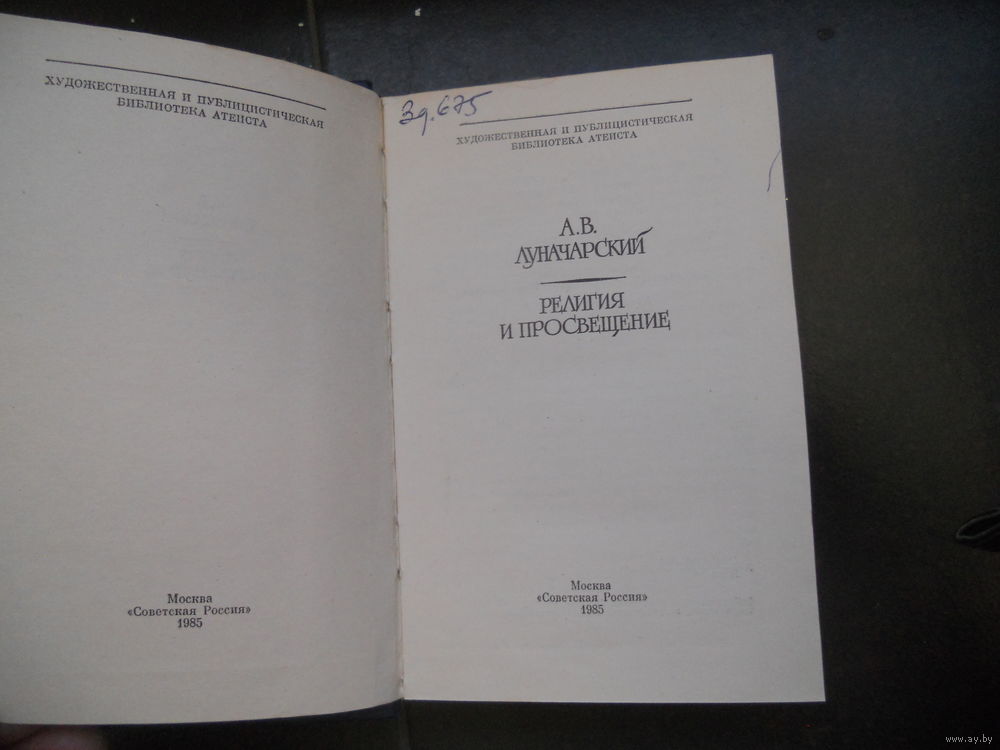 ХУДОЖЕСТВЕННАЯ И ПУБЛИЦИСТИЧЕСКАЯ
БИБЛИОТЕКА АТЕИСТА
Москва
«Советская Россия»
1985
Зд. 675
ХУДОЖЕСТВЕННАЯ И ПУБЛИЦИСТИЧЕСКАЯ
БИБЛИОТЕКА АТЕИСТА
А.В.
ЛУНАЧАРСКИЙ
РЕЛИГИЯ
И ПРОСВЕЩЕНИЕ
Москва
«Советская Россия»
1985
www.ay.by